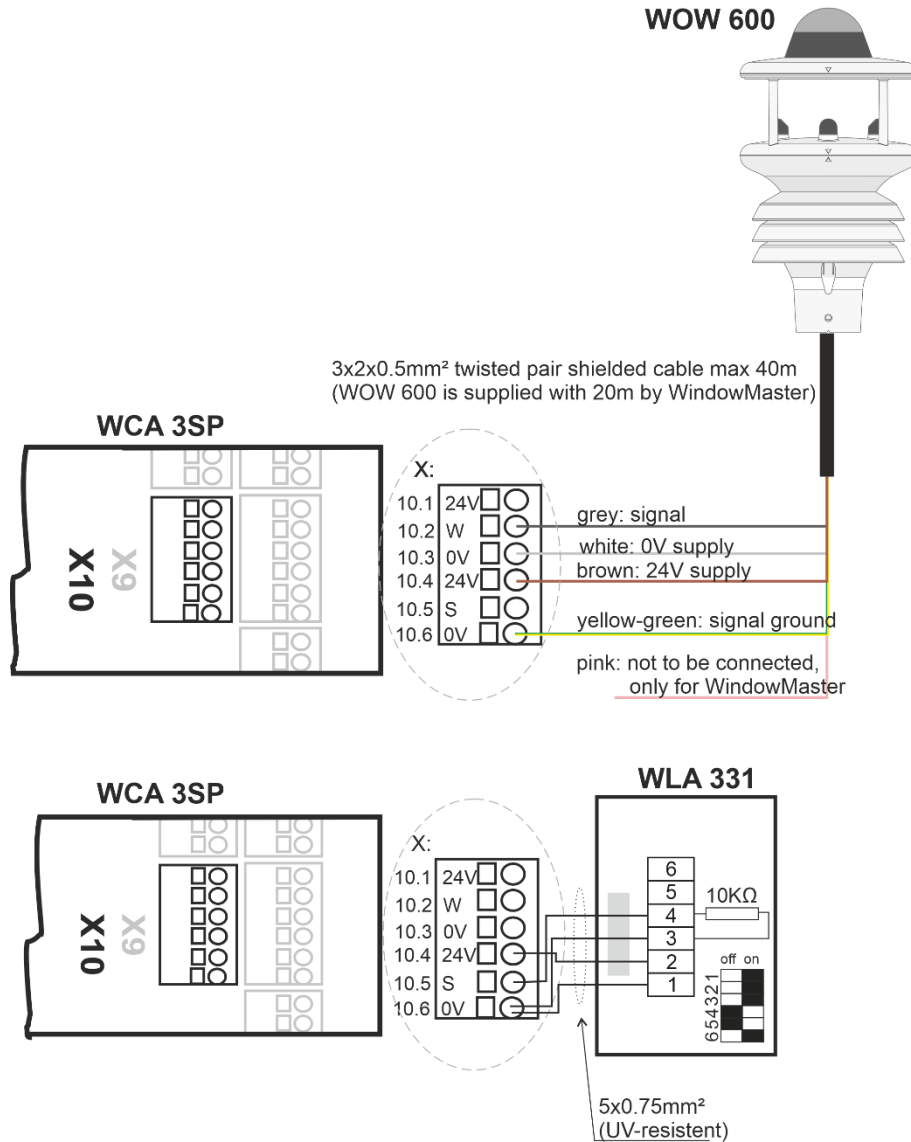 WOW 600
3x2x0.5mm² twisted pair shielded cable max 40m
(WOW 600 is supplied with 20m by WindowMaster)
WCA 3SP
X10
X9
X:
10.1 24V
10.2 W
10.3 0V
10.4 24V
10.5 S
10.6 0V
grey: signal
white: 0V supply
brown: 24V supply
yellow-green: signal ground
pink: not to be connected,
only for WindowMaster
WCA 3SP
X10
X9
X:
10.1 24V
10.2 W
10.3 0V
10.4 24V
10.5 S
10.6 0V
WLA 331
6
5
4
3
2
1
10KΩ
off on
654321
5x0.75mm²
(UV-resistent)